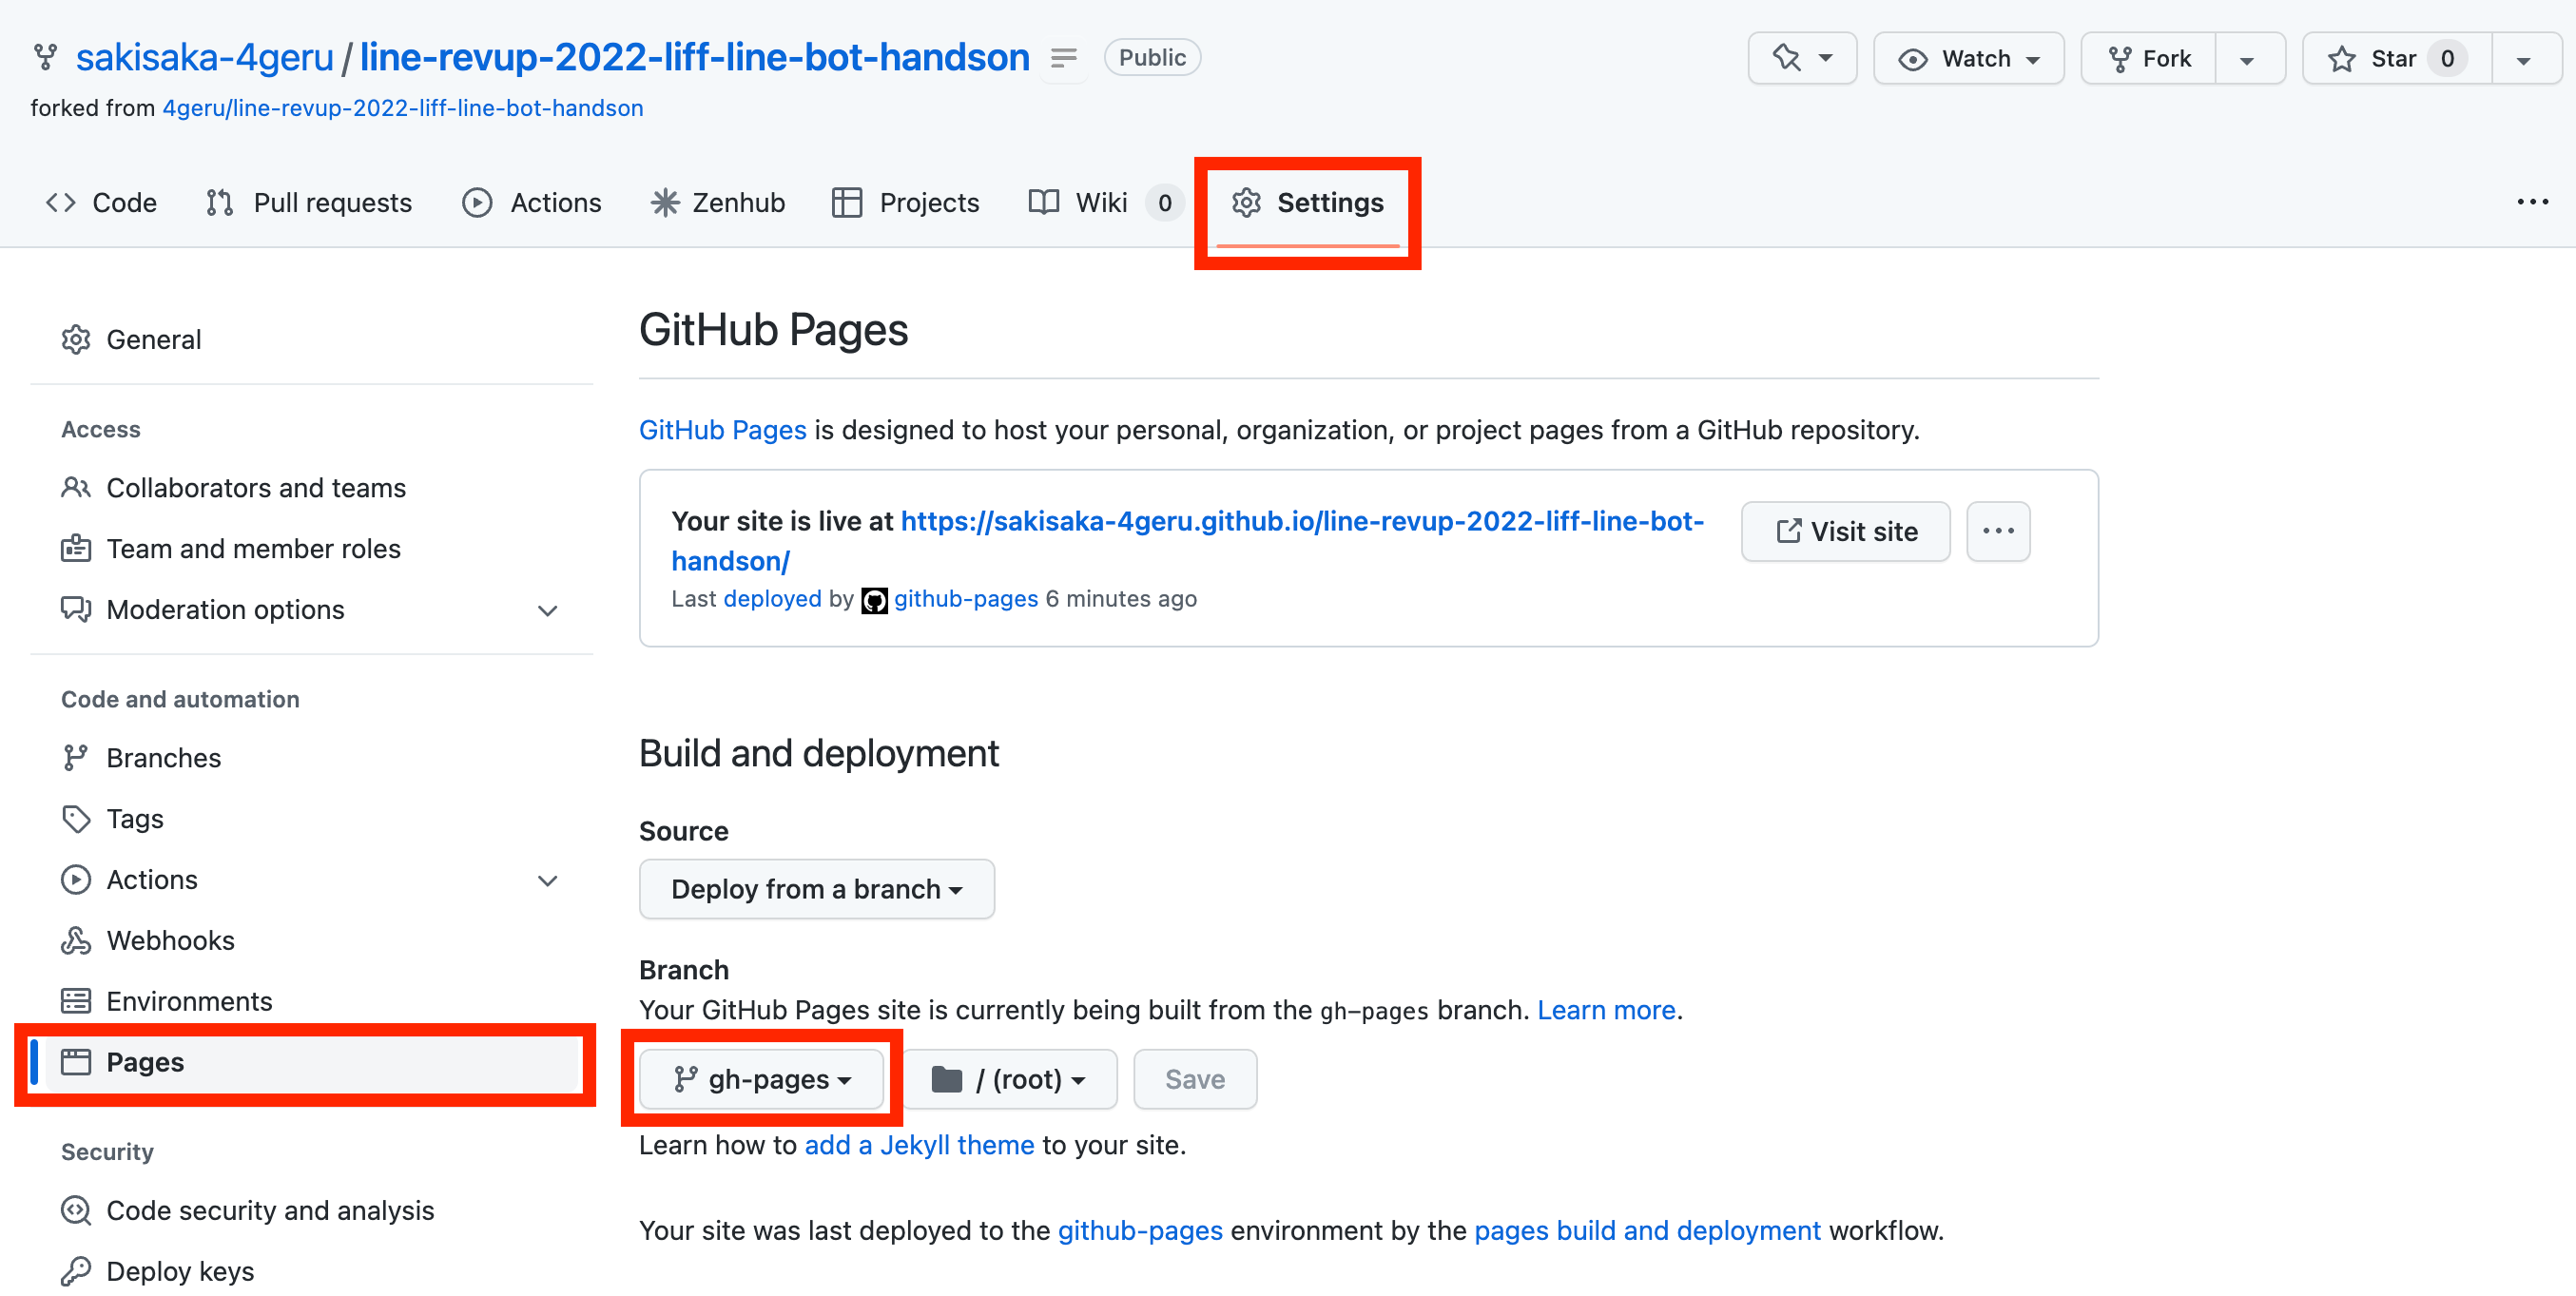 sakisaka-4geru / line-revup-2022-liff-line-bot-handson Public
Watch Fork Star 0
forked from 4geru/line-revup-2022-liff-line-bot-handson
Code Pull requests Actions Zenhub Projects Wiki 0 Settings
General
Access
Collaborators and teams
Team and member roles
Moderation options
Code and automation
Branches
Tags
Actions
Webhooks
Environments
Pages
Security
Code security and analysis
Deploy keys
GitHub Pages
GitHub Pages is designed to host your personal, organization, or project pages from a GitHub repository.
Your site is live at https://sakisaka-4geru.github.io/line-revup-2022-liff-line-bot-
handson/
Visit site
Last deployed by github-pages 6 minutes ago
Build and deployment
Source
Deploy from a branch
Branch
Your GitHub Pages site is currently being built from the gh-pages branch. Learn more.
gh-pages / (root) Save
Learn how to add a Jekyll theme to your site.
Your site was last deployed to the github-pages environment by the pages build and deployment workflow.